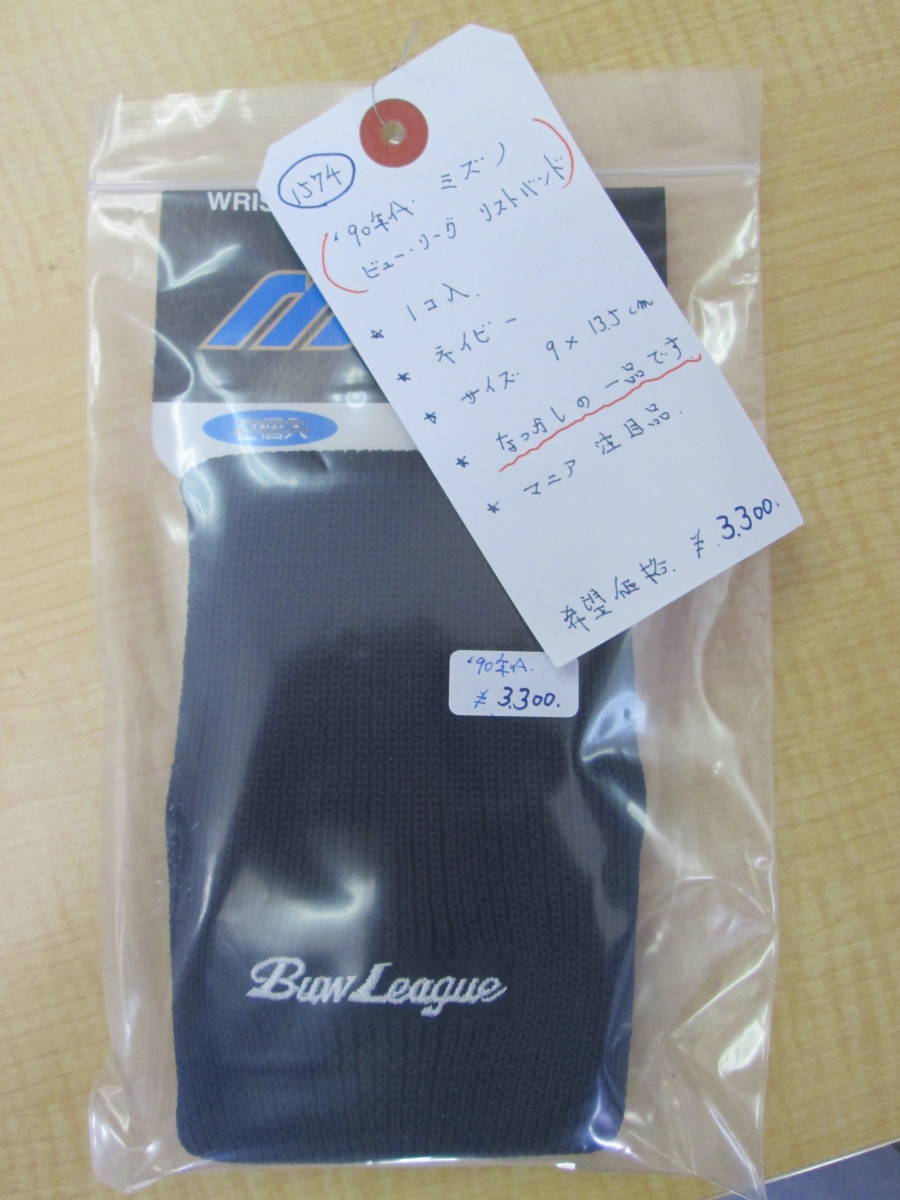 1574
'90年代 ミズノ
ビュー・リーグ リストバンド
* 1コ入.
* ネイビー
* サイズ 9×13.5cm
* なつかしの一品です.
* マニア 注目品.
希望価格. ¥3.300.
WRIS
'90年代.
¥3.300.
Buw League